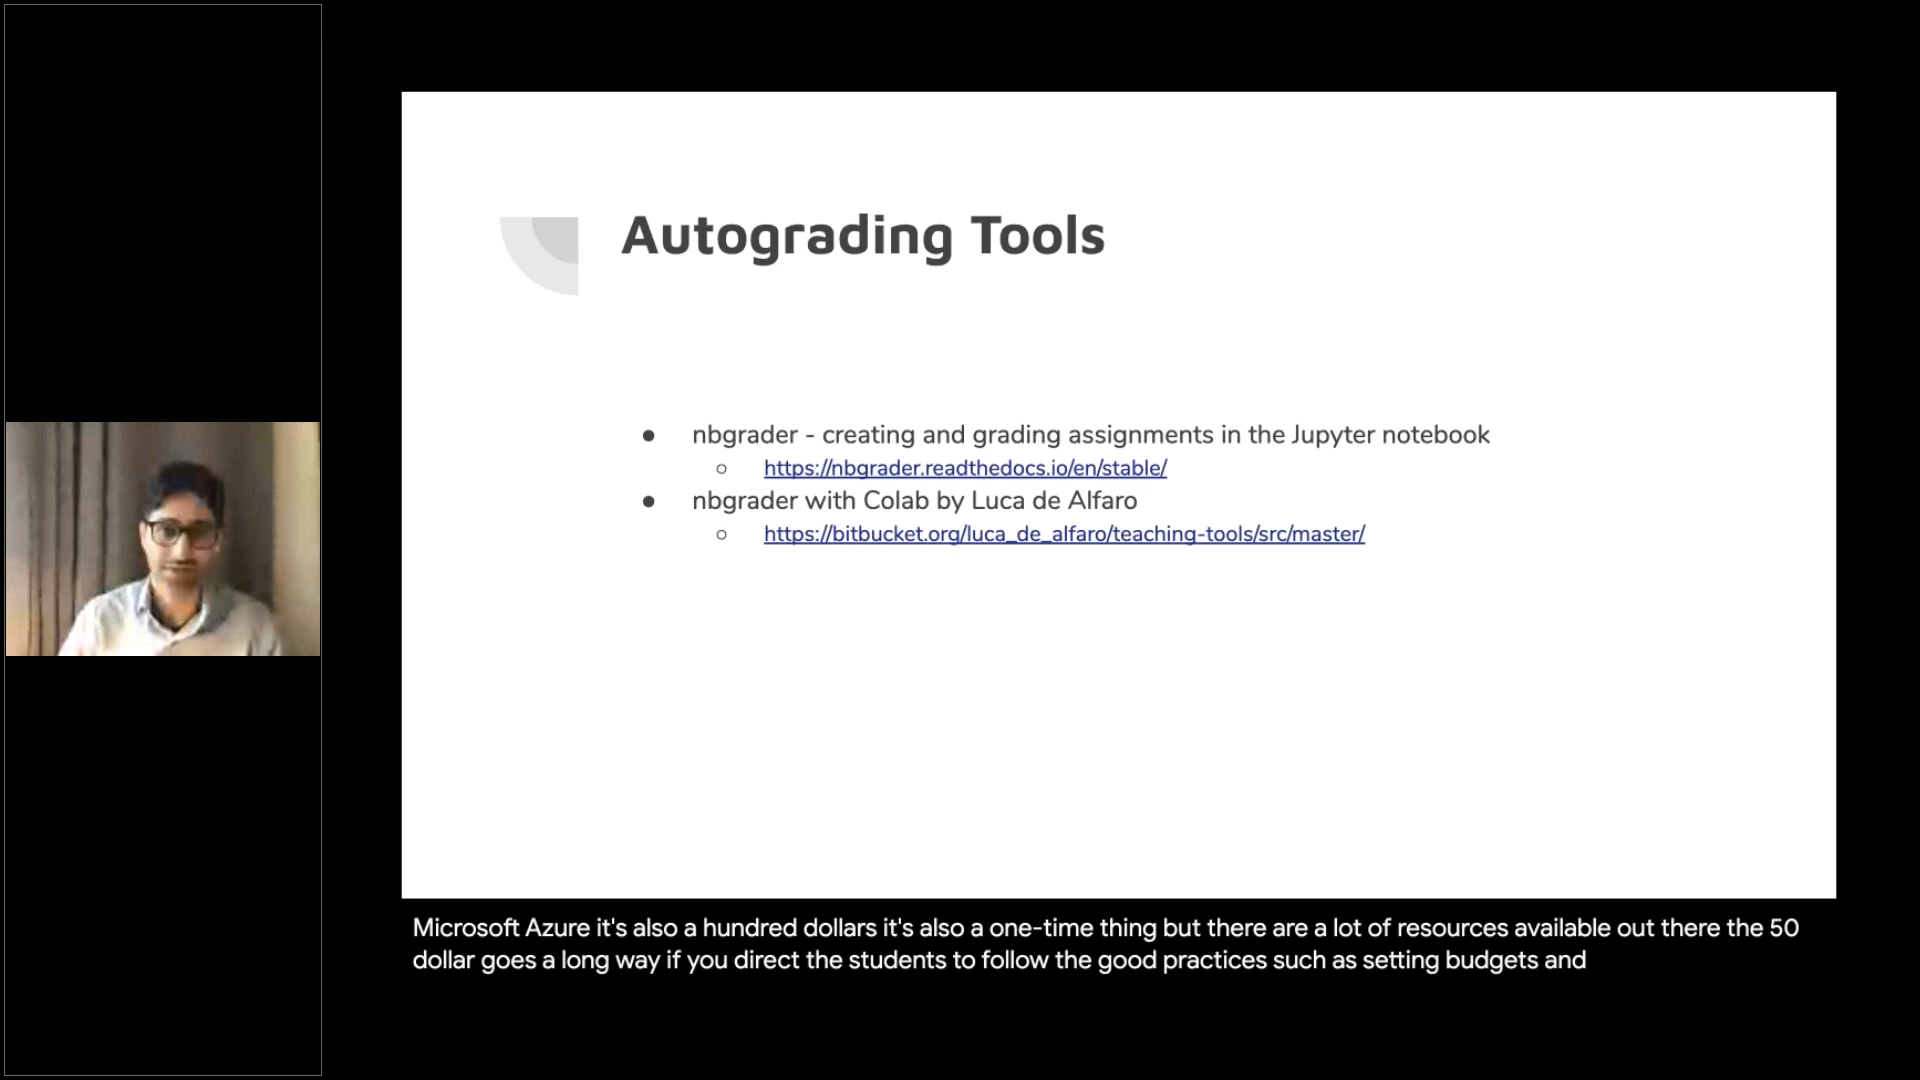 Autograding Tools
● nbgrader - creating and grading assignments in the Jupyter notebook
○ https://nbgrader.readthedocs.io/en/stable/
● nbgrader with Colab by Luca de Alfaro
○ https://bitbucket.org/luca_de_alfaro/teaching-tools/src/master/
Microsoft Azure it's also a hundred dollars it's also a one-time thing but there are a lot of resources available out there the 50
dollar goes a long way if you direct the students to follow the good practices such as setting budgets and